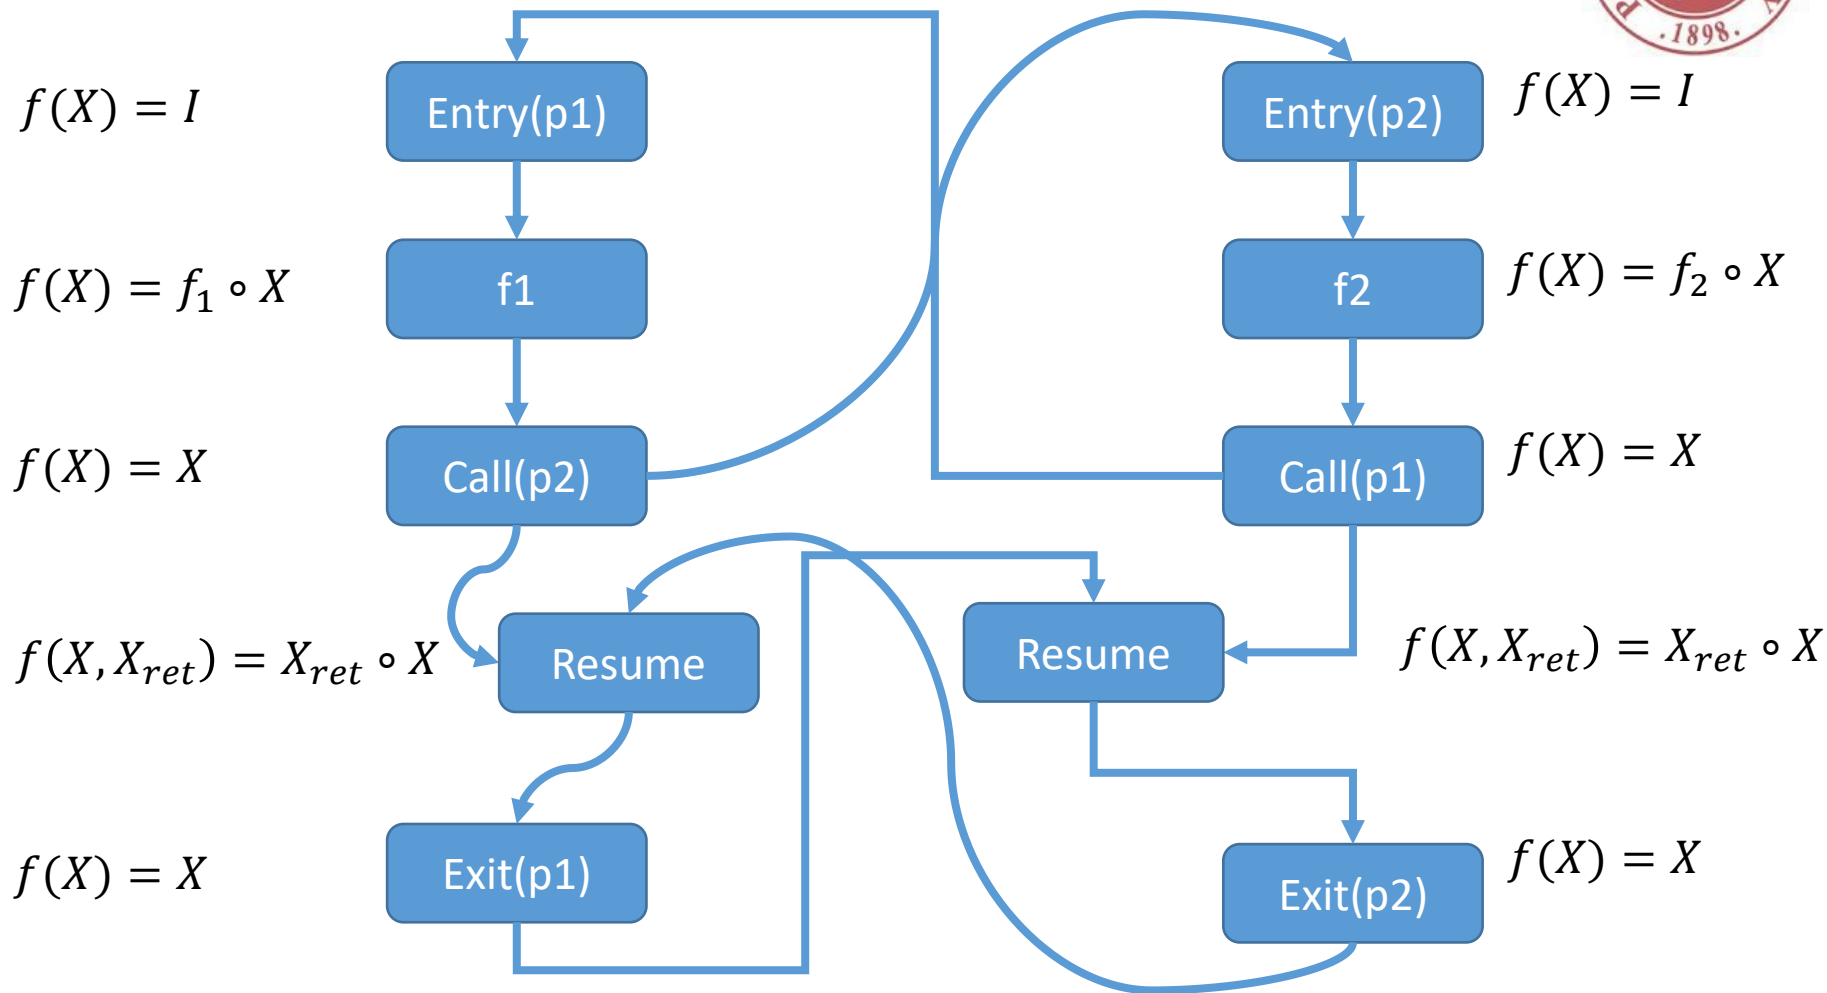 P
V
.1898.
f(X) = I
Entry(p1)
Entry(p2)
f(X) = I
f(X) = f₁ ∘ X
f1
f2
f(X) = f₂ ∘ X
f(X) = X
Call(p2)
Call(p1)
f(X) = X
f(X, X_ret) = X_ret ∘ X
Resume
Resume
f(X, X_ret) = X_ret ∘ X
f(X) = X
Exit(p1)
Exit(p2)
f(X) = X